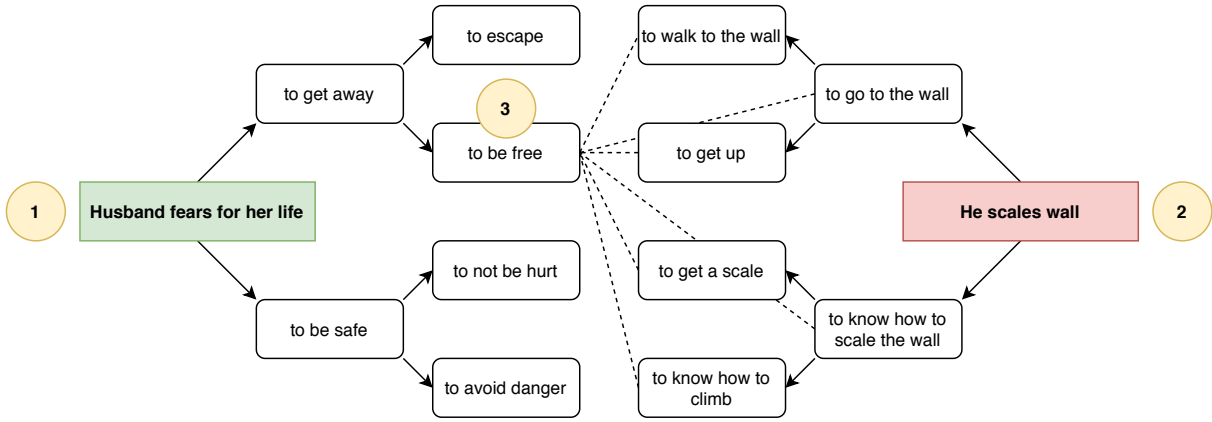 to escape
to walk to the wall
to get away
to go to the wall
3
to be free
to get up
1
Husband fears for her life
He scales wall
2
to not be hurt
to get a scale
to be safe
to know how to
scale the wall
to avoid danger
to know how to
climb